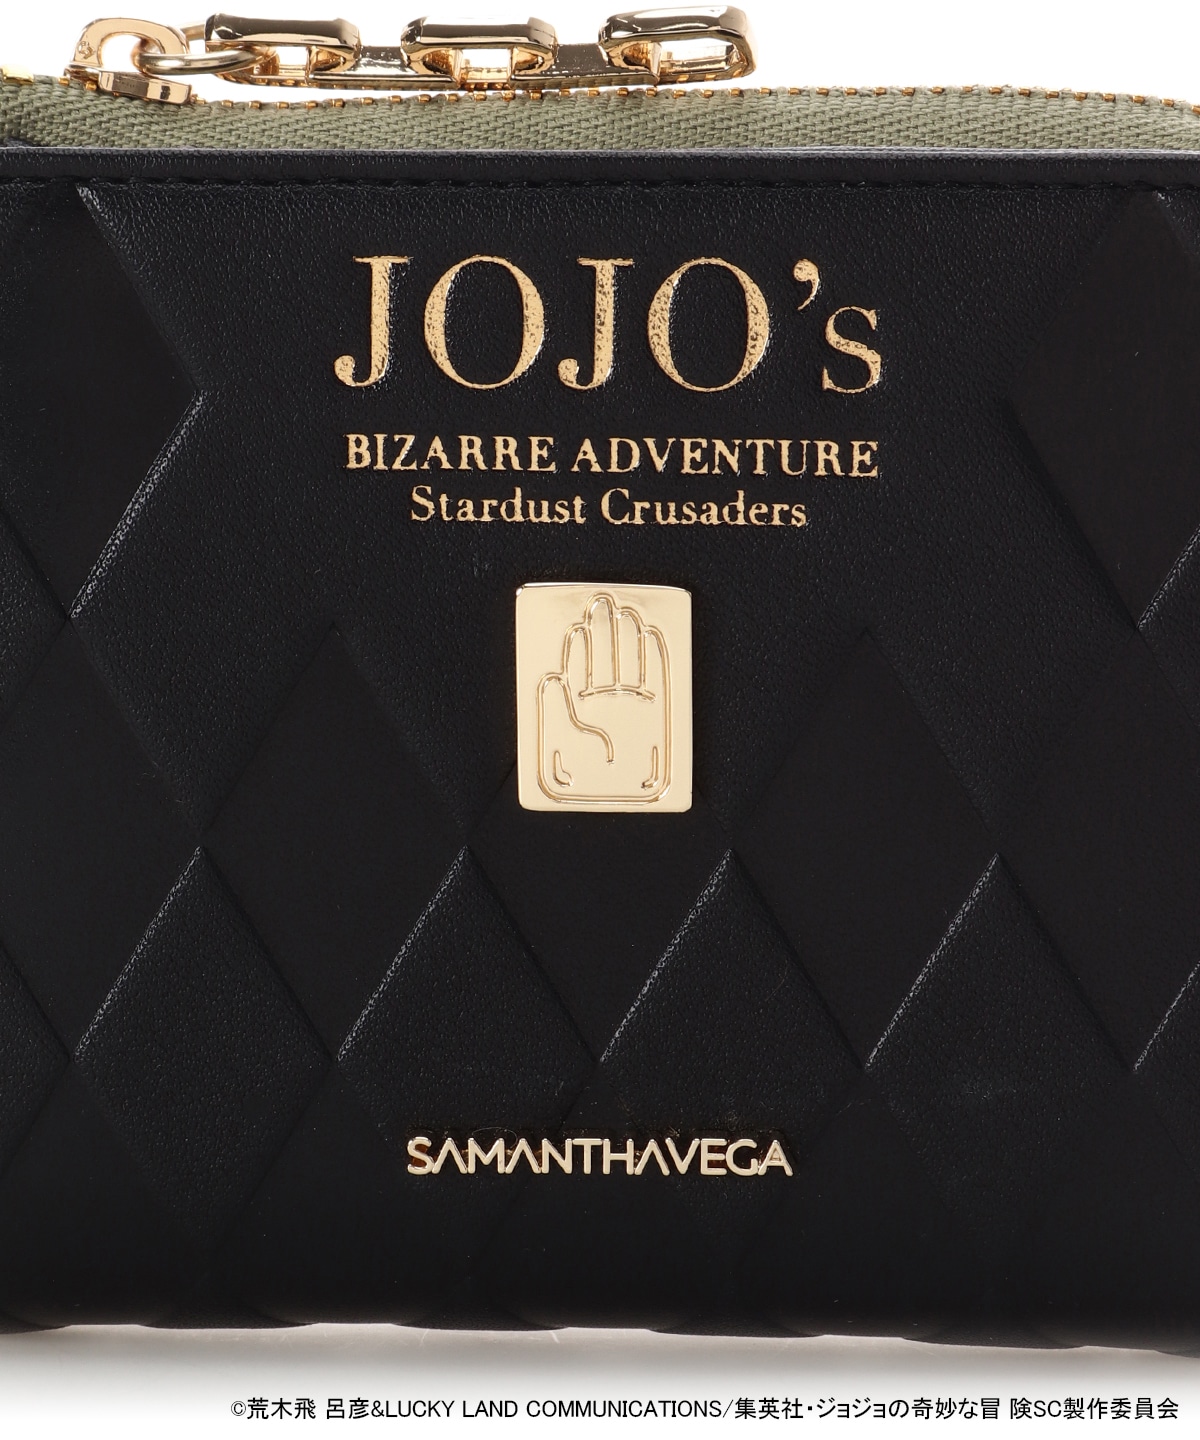 JOJO's
BIZARRE ADVENTURE
Stardust Crusaders
SAMANTHAVEGA
©荒木飛 呂彦&LUCKY LAND COMMUNICATIONS/集英社・ジョジョの奇妙な冒 険SC製作委員会